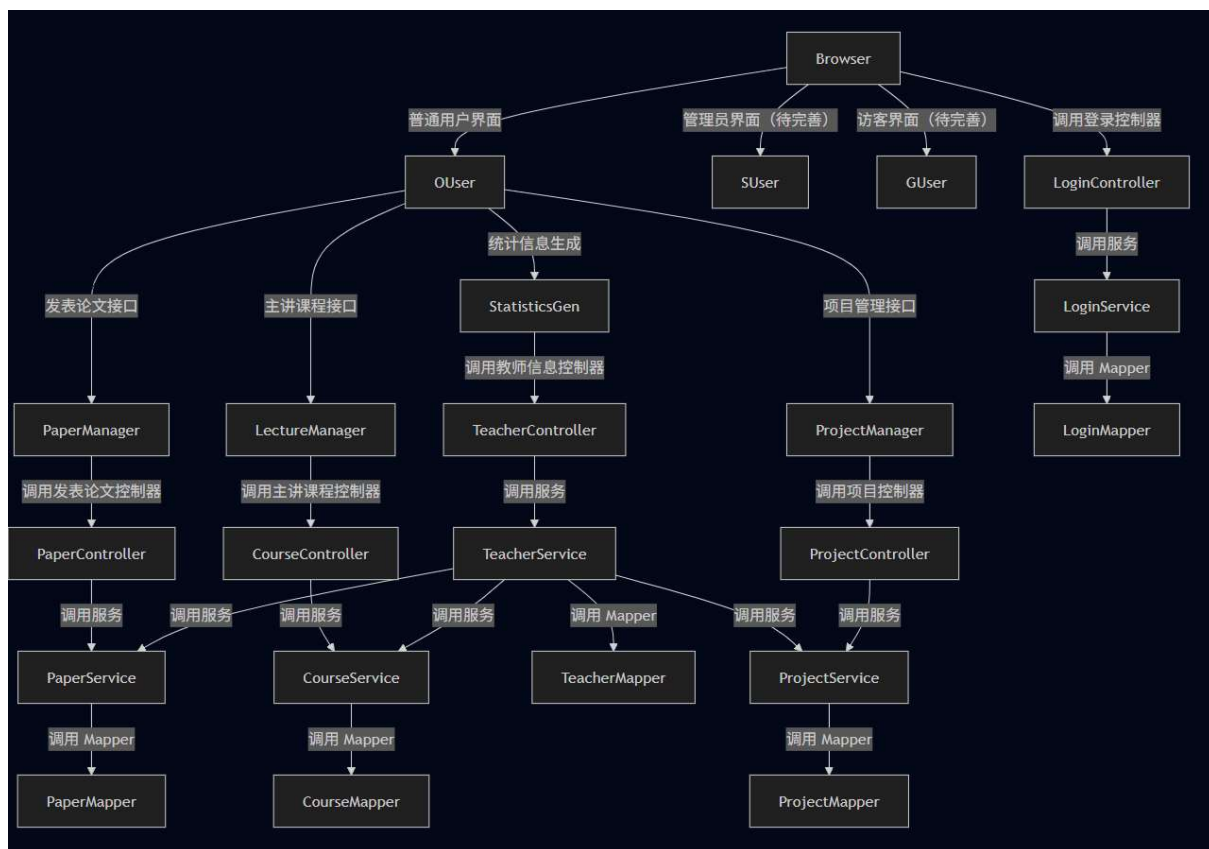 Browser
普通用户界面
管理员界面（待完善）
访客界面（待完善）
调用登录控制器
OUser
SUser
GUser
LoginController
统计信息生成
调用服务
发表论文接口
主讲课程接口
StatisticsGen
项目管理接口
LoginService
调用教师信息控制器
调用 Mapper
PaperManager
LectureManager
TeacherController
ProjectManager
LoginMapper
调用发表论文控制器
调用主讲课程控制器
调用服务
调用项目控制器
PaperController
CourseController
TeacherService
ProjectController
调用服务
调用服务
调用服务
调用服务
调用 Mapper
调用服务
调用服务
PaperService
CourseService
TeacherMapper
ProjectService
调用 Mapper
调用 Mapper
调用 Mapper
PaperMapper
CourseMapper
ProjectMapper